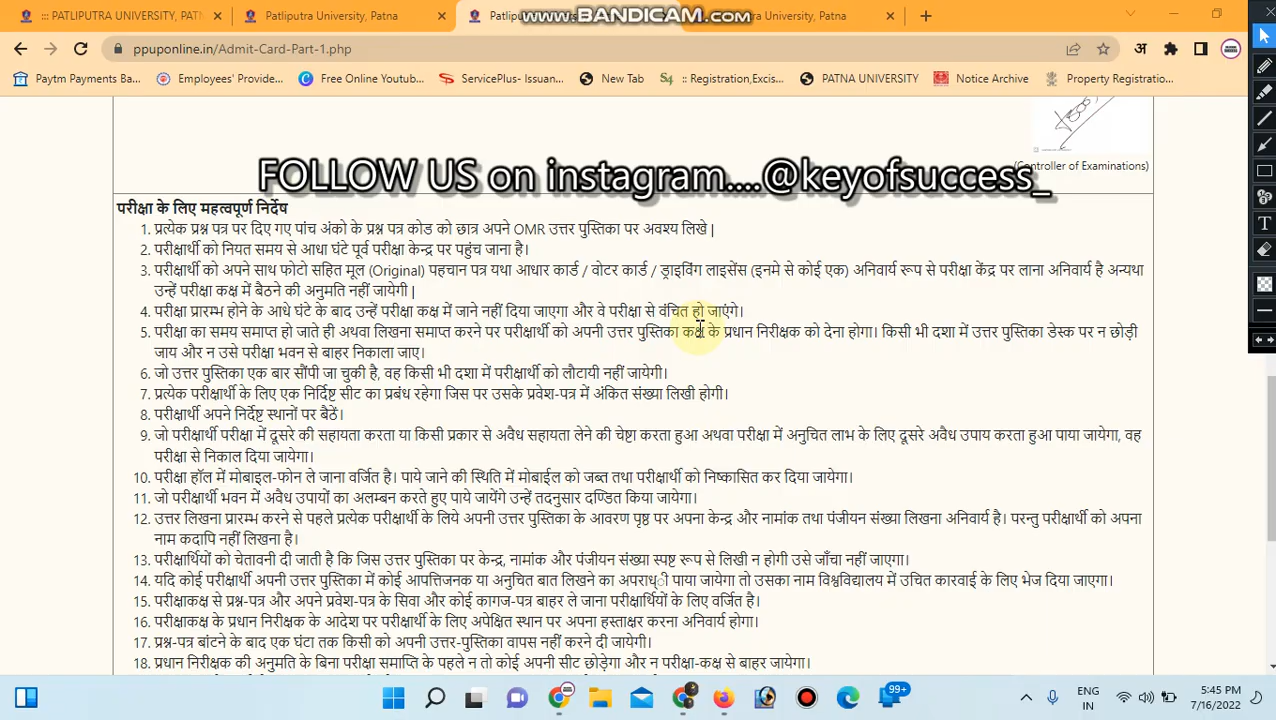 ::: PATLIPUTRA UNIVERSITY, PATN
Patliputra University, Patna
Patlip
www.BANDICAM.com
University, Patna
ppuponline.in/Admit-Card-Part-1.php
अ
Paytm Payments Ba...
Employees' Provide...
Free Online Youtub...
ServicePlus- Issuan...
New Tab
:: Registration,Excis...
PATNA UNIVERSITY
Notice Archive
Property Registratio...
(Controller of Examinations)
FOLLOW US on instagram....@keyofsuccess_
परीक्षा के लिए महत्वपूर्ण निर्देष
1. प्रत्येक प्रश्न पत्र पर दिए गए पांच अंको के प्रश्न पत्र कोड को छात्र अपने OMR उत्तर पुस्तिका पर अवश्य लिखे |
2. परीक्षार्थी को नियत समय से आधा घंटे पूर्व परीक्षा केन्द्र पर पहुंच जाना है।
3. परीक्षार्थी को अपने साथ फोटो सहित मूल (Original) पहचान पत्र यथा आधार कार्ड / वोटर कार्ड / ड्राइविंग लाइसेंस (इनमे से कोई एक) अनिवार्य रूप से परीक्षा केन्द्र पर लाना अनिवार्य है अन्यथा
उन्हें परीक्षा कक्ष में बैठने की अनुमति नहीं जायेगी |
4. परीक्षा प्रारम्भ होने के आधे घंटे के बाद उन्हें परीक्षा कक्ष में जाने नहीं दिया जाएगा और वे परीक्षा से वंचित हो जाएंगे।
5. परीक्षा का समय समाप्त हो जाते ही अथवा लिखना समाप्त करने पर परीक्षार्थी को अपनी उत्तर पुस्तिका कक्ष के प्रधान निरीक्षक को देना होगा। किसी भी दशा में उत्तर पुस्तिका डेस्क पर न छोड़ी
जाय और न उसे परीक्षा भवन से बाहर निकाला जाए।
6. जो उत्तर पुस्तिका एक बार सौंपी जा चुकी है, वह किसी भी दशा में परीक्षार्थी को लौटायी नहीं जायेगी।
7. प्रत्येक परीक्षार्थी के लिए एक निर्दिष्ट सीट का प्रबंध रहेगा जिस पर उसके प्रवेश-पत्र में अंकित संख्या लिखी होगी।
8. परीक्षार्थी अपने निर्दिष्ट स्थानों पर बैठें।
9. जो परीक्षार्थी परीक्षा में दूसरे की सहायता करता या किसी प्रकार से अवैध सहायता लेने की चेष्टा करता हुआ अथवा परीक्षा में अनुचित लाभ के लिए दूसरे अवैध उपाय करता हुआ पाया जायेगा, वह
परीक्षा से निकाल दिया जायेगा।
10. परीक्षा हॉल में मोबाइल-फोन ले जाना वर्जित है। पाये जाने की स्थिति में मोबाईल को जब्त तथा परीक्षार्थी को निष्कासित कर दिया जायेगा।
11. जो परीक्षार्थी भवन में अवैध उपायों का अलम्बन करते हुए पाये जायेंगे उन्हें तदनुसार दण्डित किया जायेगा।
12. उत्तर लिखना प्रारम्भ करने से पहले प्रत्येक परीक्षार्थी के लिये अपनी उत्तर पुस्तिका के आवरण पृष्ठ पर अपना केन्द्र और नामांक तथा पंजीयन संख्या लिखना अनिवार्य है। परन्तु परीक्षार्थी को अपना
नाम कदापि नहीं लिखना है।
13. परीक्षार्थियों को चेतावनी दी जाती है कि जिस उत्तर पुस्तिका पर केन्द्र, नामांक और पंजीयन संख्या स्पष्ट रूप से लिखी न होगी उसे जाँचा नहीं जाएगा।
14. यदि कोई परीक्षार्थी अपनी उत्तर पुस्तिका में कोई आपत्तिजनक या अनुचित बात लिखने का अपराध्ी पाया जायेगा तो उसका नाम विश्वविद्यालय में उचित कारवाई के लिए भेज दिया जाएगा।
15. परीक्षाकक्ष से प्रश्न-पत्र और अपने प्रवेश-पत्र के सिवा और कोई कागज-पत्र बाहर ले जाना परीक्षार्थियों के लिए वर्जित है।
16. परीक्षाकक्ष के प्रधान निरीक्षक के आदेश पर परीक्षार्थी के लिए अपेक्षित स्थान पर अपना हस्ताक्षर करना अनिवार्य होगा।
17. प्रश्न-पत्र बांटने के बाद एक घंटा तक किसी को अपनी उत्तर-पुस्तिका वापस नहीं करने दी जायेगी।
18. प्रधान निरीक्षक की अनुमति के बिना परीक्षा समाप्ति के पहले न तो कोई अपनी सीट छोड़ेगा और न परीक्षा-कक्ष से बाहर जायेगा।
99+
ENG
IN
5:45 PM
7/16/2022